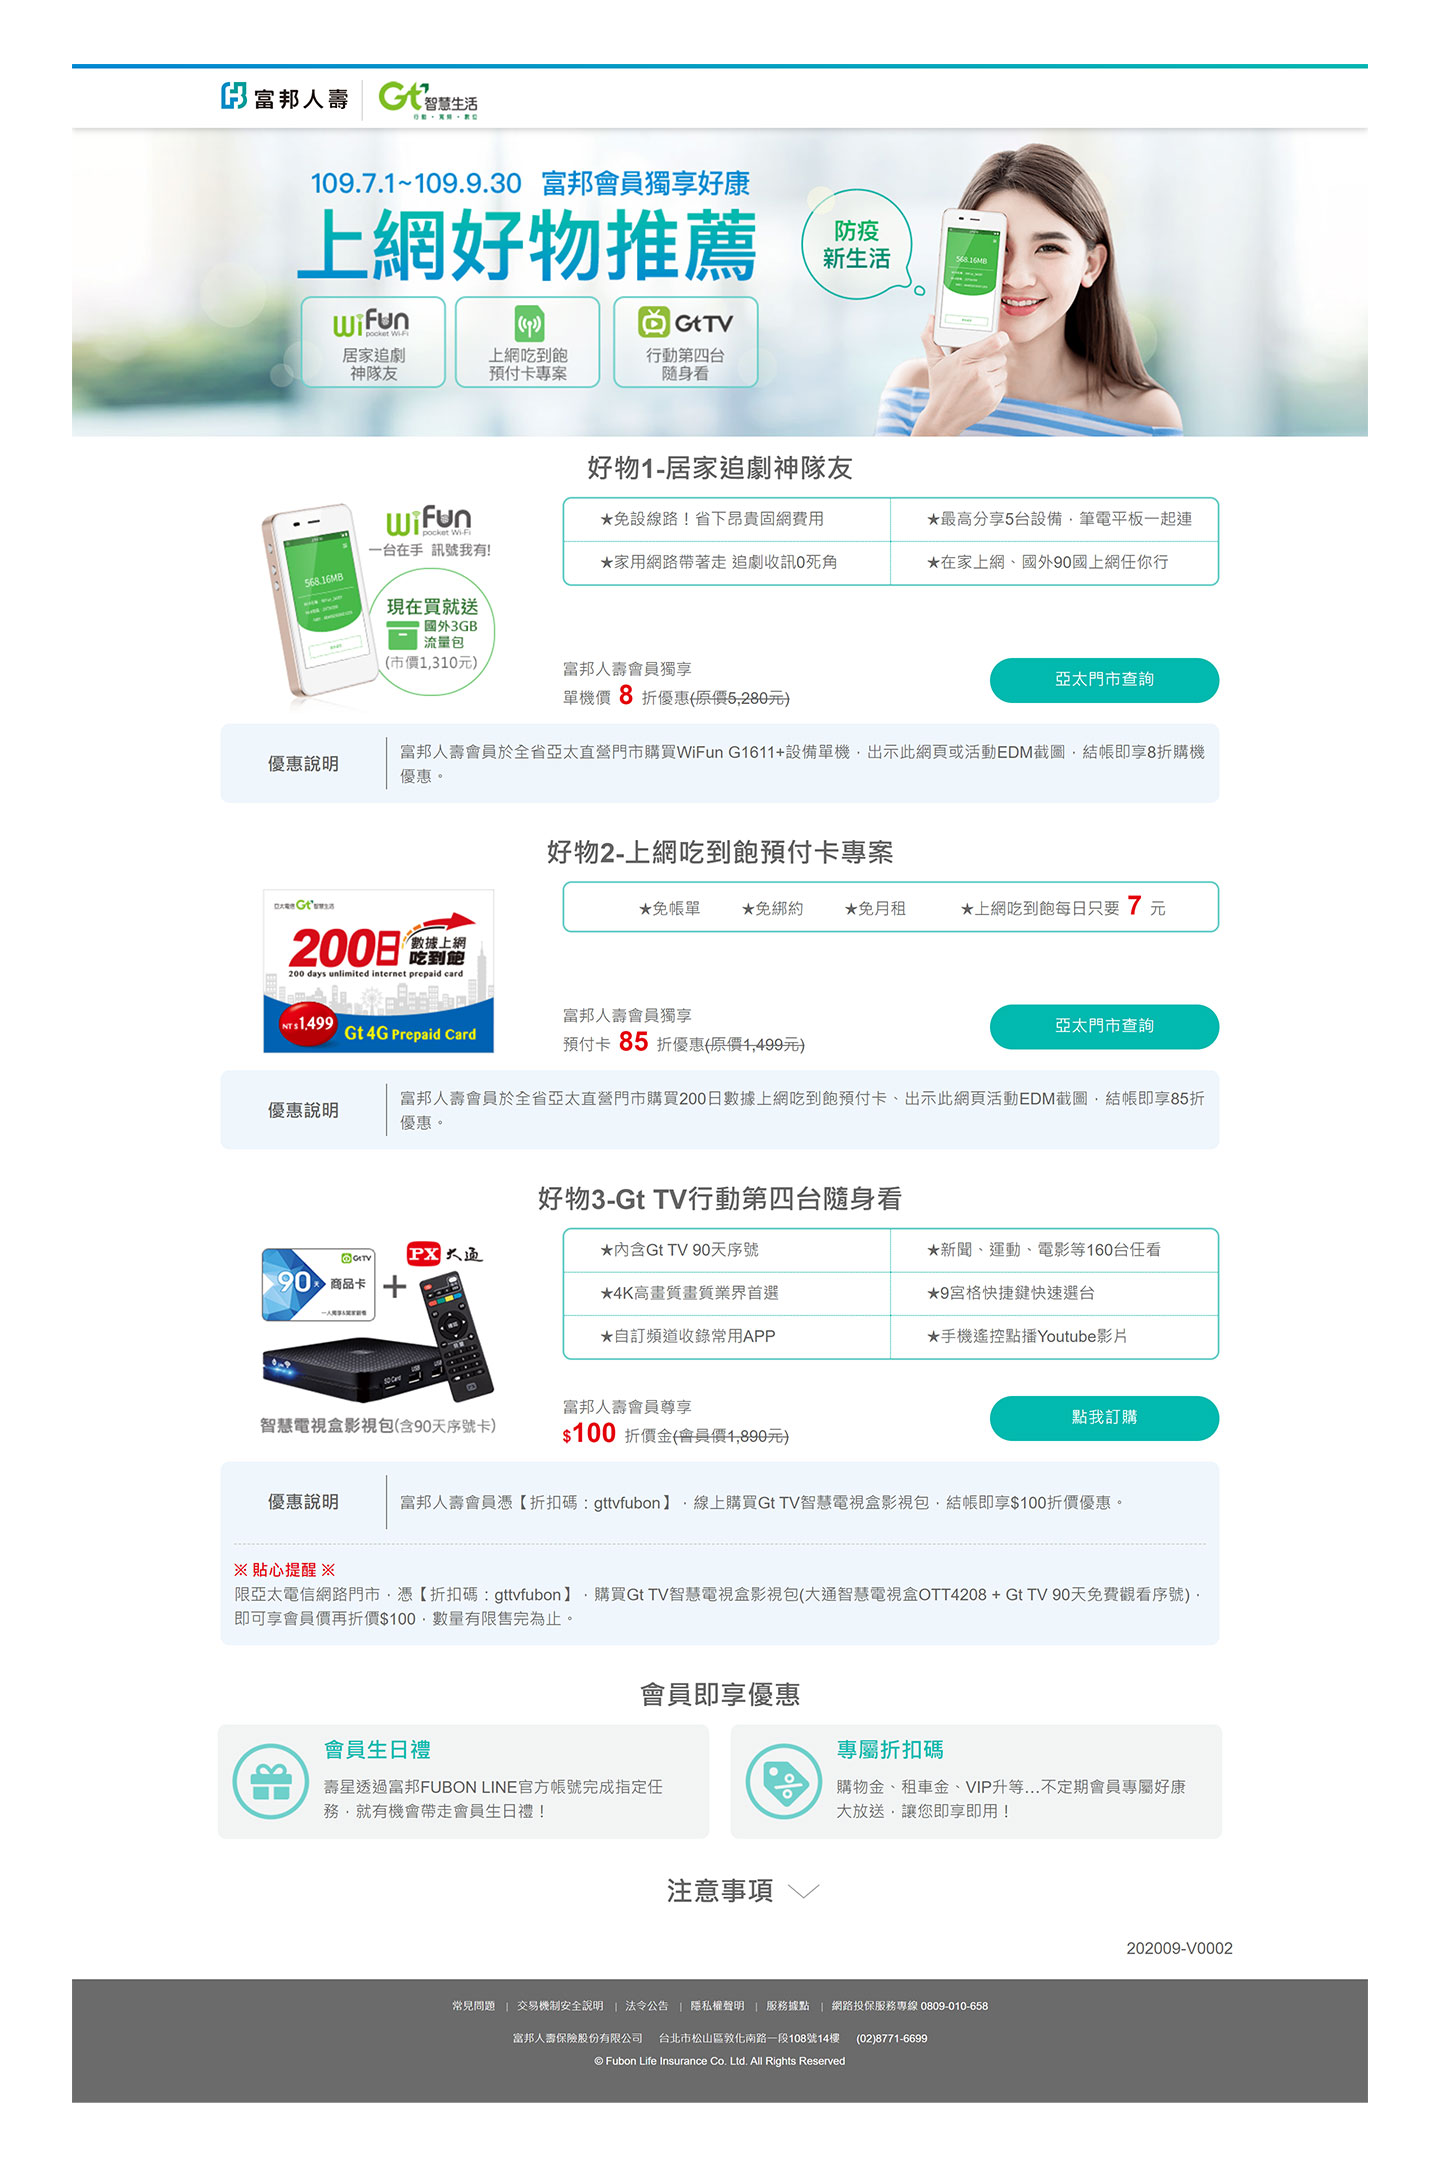 富邦人壽
Gt 智慧生活
行動・寬頻・數位
109.7.1~109.9.30 富邦會員獨享好康
上網好物推薦
防疫
新生活
568.16MB
WiFun
pocket Wi-Fi
居家追劇
神隊友
上網吃到飽
預付卡專案
GtTV
行動第四台
隨身看
好物1-居家追劇神隊友
WiFun
pocket Wi-Fi
一台在手 訊號我有!
568.16MB
現在買就送
國外3GB
流量包
(市價1,310元)
★免設線路！省下昂貴固網費用
★最高分享5台設備，筆電平板一起連
★家用網路帶著走 追劇收訊0死角
★在家上網、國外90國上網任你行
富邦人壽會員獨享
單機價 8 折優惠(原價5,280元)
亞太門市查詢
優惠說明
富邦人壽會員於全省亞太直營門市購買WiFun G1611+設備單機，出示此網頁或活動EDM截圖，結帳即享8折購機
優惠。
好物2-上網吃到飽預付卡專案
亞太電信 Gt 智慧生活
200日 數據上網
吃到飽
200 days unlimited internet prepaid card
NT$1,499
Gt 4G Prepaid Card
★免帳單 ★免綁約 ★免月租 ★上網吃到飽每日只要 7 元
富邦人壽會員獨享
預付卡 85 折優惠(原價1,499元)
亞太門市查詢
優惠說明
富邦人壽會員於全省亞太直營門市購買200日數據上網吃到飽預付卡、出示此網頁活動EDM截圖，結帳即享85折
優惠。
好物3-Gt TV行動第四台隨身看
GtTV
90天 商品卡
一人獨享&闔家觀看
+
PX大通
SD Card USB USB
智慧電視盒影視包(含90天序號卡)
★內含Gt TV 90天序號
★新聞、運動、電影等160台任看
★4K高畫質畫質業界首選
★9宮格快捷鍵快速選台
★自訂頻道收錄常用APP
★手機遙控點播Youtube影片
富邦人壽會員尊享
$100 折價金(會員價1,890元)
點我訂購
優惠說明
富邦人壽會員憑【折扣碼：gttvfubon】，線上購買Gt TV智慧電視盒影視包，結帳即享$100折價優惠。
※ 貼心提醒 ※
限亞太電信網路門市，憑【折扣碼：gttvfubon】，購買Gt TV智慧電視盒影視包(大通智慧電視盒OTT4208 + Gt TV 90天免費觀看序號)，
即可享會員價再折價$100，數量有限售完為止。
會員即享優惠
會員生日禮
壽星透過富邦FUBON LINE官方帳號完成指定任
務，就有機會帶走會員生日禮！
專屬折扣碼
購物金、租車金、VIP升等...不定期會員專屬好康
大放送，讓您即享即用！
注意事項
202009-V0002
常見問題 | 交易機制安全說明 | 法令公告 | 隱私權聲明 | 服務據點 | 網路投保服務專線 0809-010-658
富邦人壽保險股份有限公司 台北市松山區敦化南路一段108號14樓 (02)8771-6699
© Fubon Life Insurance Co. Ltd. All Rights Reserved